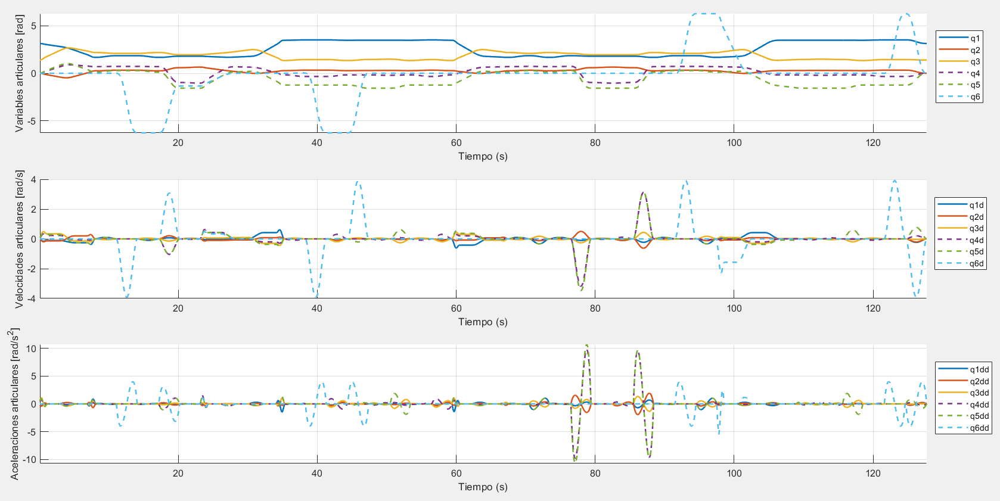 Variables articulares [rad]
5
0
-5
20
40
60
80
100
120
Tiempo (s)
q1
q2
q3
q4
q5
q6
Velocidades articulares [rad/s]
4
2
0
-2
-4
20
40
60
80
100
120
Tiempo (s)
q1d
q2d
q3d
q4d
q5d
q6d
Aceleraciones articulares [rad/s²]
10
5
0
-5
-10
20
40
60
80
100
120
Tiempo (s)
q1dd
q2dd
q3dd
q4dd
q5dd
q6dd